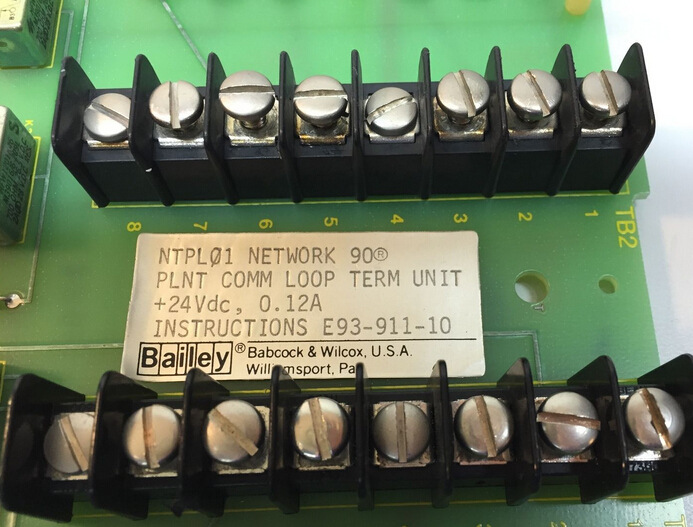 8 7 6 5 4 3 2 1
TB2
NTPLØ1 NETWORK 90®
PLNT COMM LOOP TERM UNIT
+24Vdc, 0.12A
INSTRUCTIONS E93-911-10
Bailey® Babcock & Wilcox, U.S.A.
Williamsport, Pa